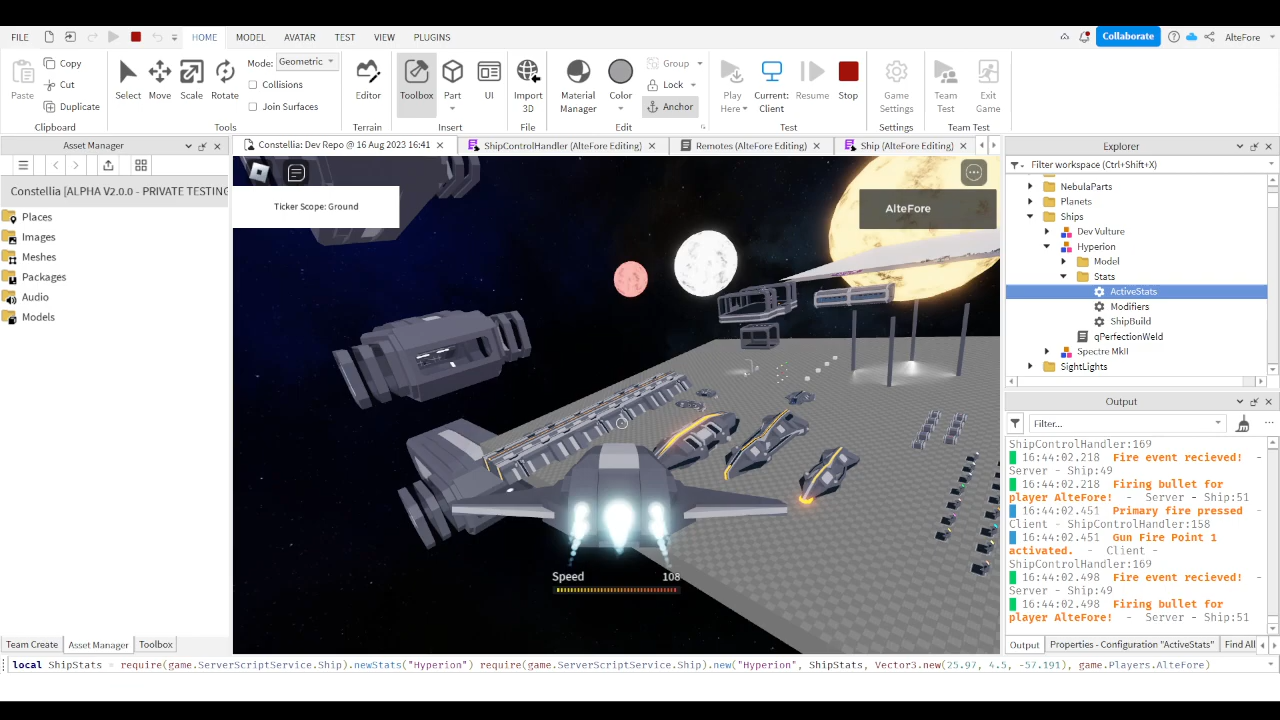 FILE HOME MODEL AVATAR TEST VIEW PLUGINS Collaborate AlteFore
Paste Copy Cut Duplicate
Clipboard
Select Move Scale Rotate
Mode: Geometric
Collisions
Join Surfaces
Tools
Editor
Terrain
Toolbox Part UI
Insert
Import 3D
File
Material Manager Color Group Lock Anchor
Edit
Play Here Current: Client Resume Stop
Test
Game Settings
Settings
Team Test Exit Game
Team Test
Asset Manager
Constellia: Dev Repo @ 16 Aug 2023 16:41
ShipControlHandler (AlteFore Editing)
Remotes (AlteFore Editing)
Ship (AlteFore Editing)
Constellia [ALPHA V2.0.0 - PRIVATE TESTING
Places
Images
Meshes
Packages
Audio
Models
Ticker Scope: Ground
AlteFore
Speed 108
Explorer
Filter workspace (Ctrl+Shift+X)
NebulaParts
Planets
Ships
Dev Vulture
Hyperion
Model
Stats
ActiveStats
Modifiers
ShipBuild
qPerfectionWeld
Spectre MkII
SightLights
Output
Filter...
ShipControlHandler:169
16:44:02.218 Fire event recieved! -
Server - Ship:49
16:44:02.218 Firing bullet for
player AlteFore! - Server - Ship:51
16:44:02.451 Primary fire pressed
- Client - ShipControlHandler:158
16:44:02.451 Gun Fire Point 1
activated. - Client -
ShipControlHandler:169
16:44:02.498 Fire event recieved! -
Server - Ship:49
16:44:02.498 Firing bullet for
player AlteFore! - Server - Ship:51
Team Create Asset Manager Toolbox
Output Properties - Configuration "ActiveStats" Find All
local ShipStats = require(game.ServerScriptService.Ship).newStats("Hyperion") require(game.ServerScriptService.Ship).new("Hyperion", ShipStats, Vector3.new(25.97, 4.5, -57.191), game.Players.AlteFore)